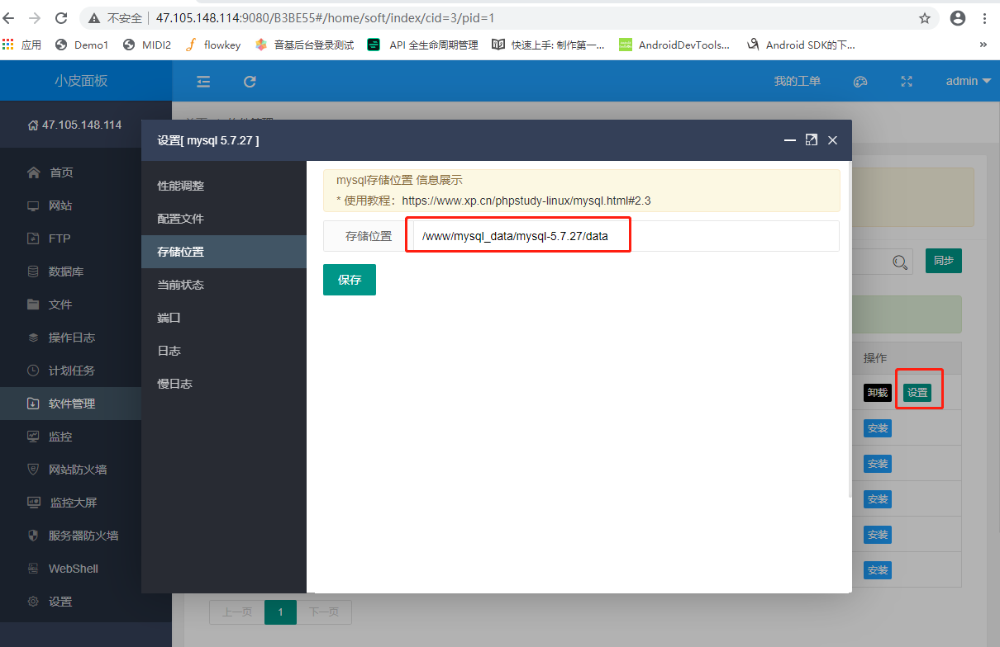 不安全 47.105.148.114:9080/B3BE55#/home/soft/index/cid=3/pid=1
应用 Demo1 MIDI2 flowkey 音基后台登录测试 API 全生命周期管理 快速上手: 制作第一... AndroidDevTools... Android SDK的下... »
小皮面板 我的工单 admin
47.105.148.114
首页
网站
FTP
数据库
文件
操作日志
计划任务
软件管理
监控
网站防火墙
监控大屏
服务器防火墙
WebShell
设置
设置[ mysql 5.7.27 ]
性能调整
配置文件
存储位置
当前状态
端口
日志
慢日志
mysql存储位置 信息展示
* 使用教程：https://www.xp.cn/phpstudy-linux/mysql.html#2.3
存储位置 /www/mysql_data/mysql-5.7.27/data
保存
同步
操作
卸载 设置
安装
安装
安装
安装
安装
上一页 1 下一页